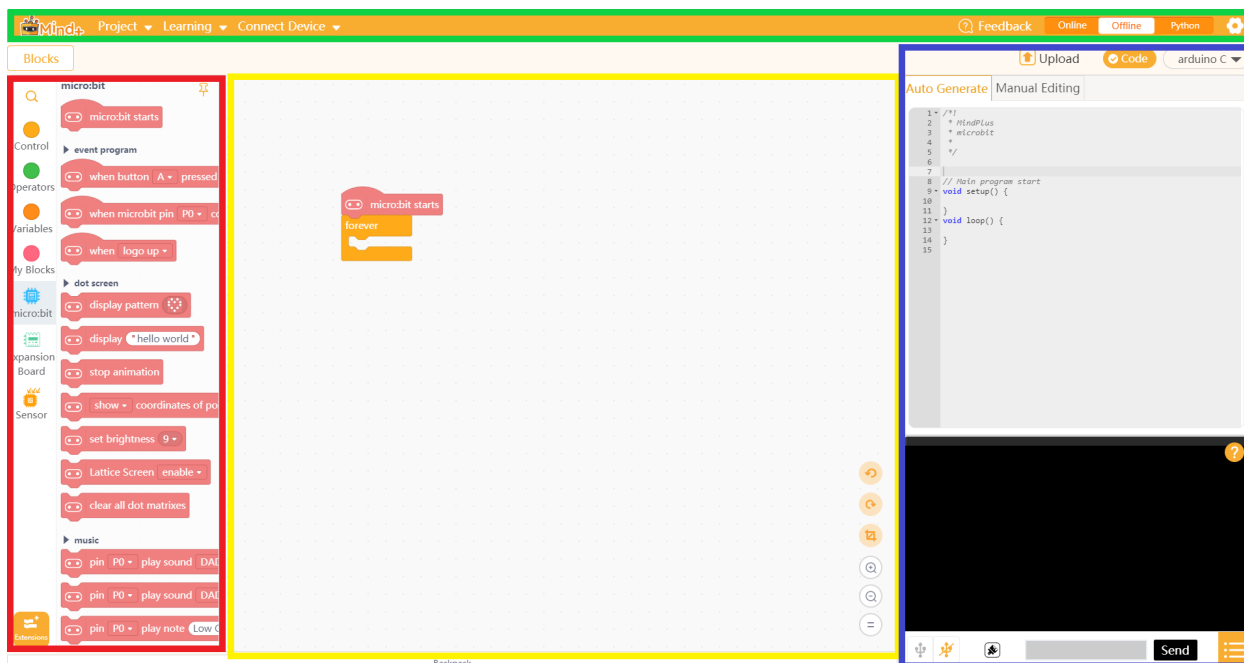 Mind+ Project Learning Connect Device Feedback Online Offline Python
Blocks
Upload Code arduino C
micro:bit
micro:bit starts
Control
event program
when button A pressed
Operators
when microbit pin P0 co
Variables
when logo up
My Blocks
dot screen
micro:bit
display pattern
display "hello world"
Expansion
Board
stop animation
Sensor
show coordinates of po
set brightness 9
Lattice Screen enable
clear all dot matrixes
music
pin P0 play sound DAD
pin P0 play sound DAD
pin P0 play note Low C
Extensions
micro:bit starts
forever
=
Backpack
Auto Generate Manual Editing
1 /*!
2 * MindPlus
3 * microbit
4 *
5 */
6
7
8 // Main program start
9 void setup() {
10
11 }
12 void loop() {
13
14 }
15
?
Send